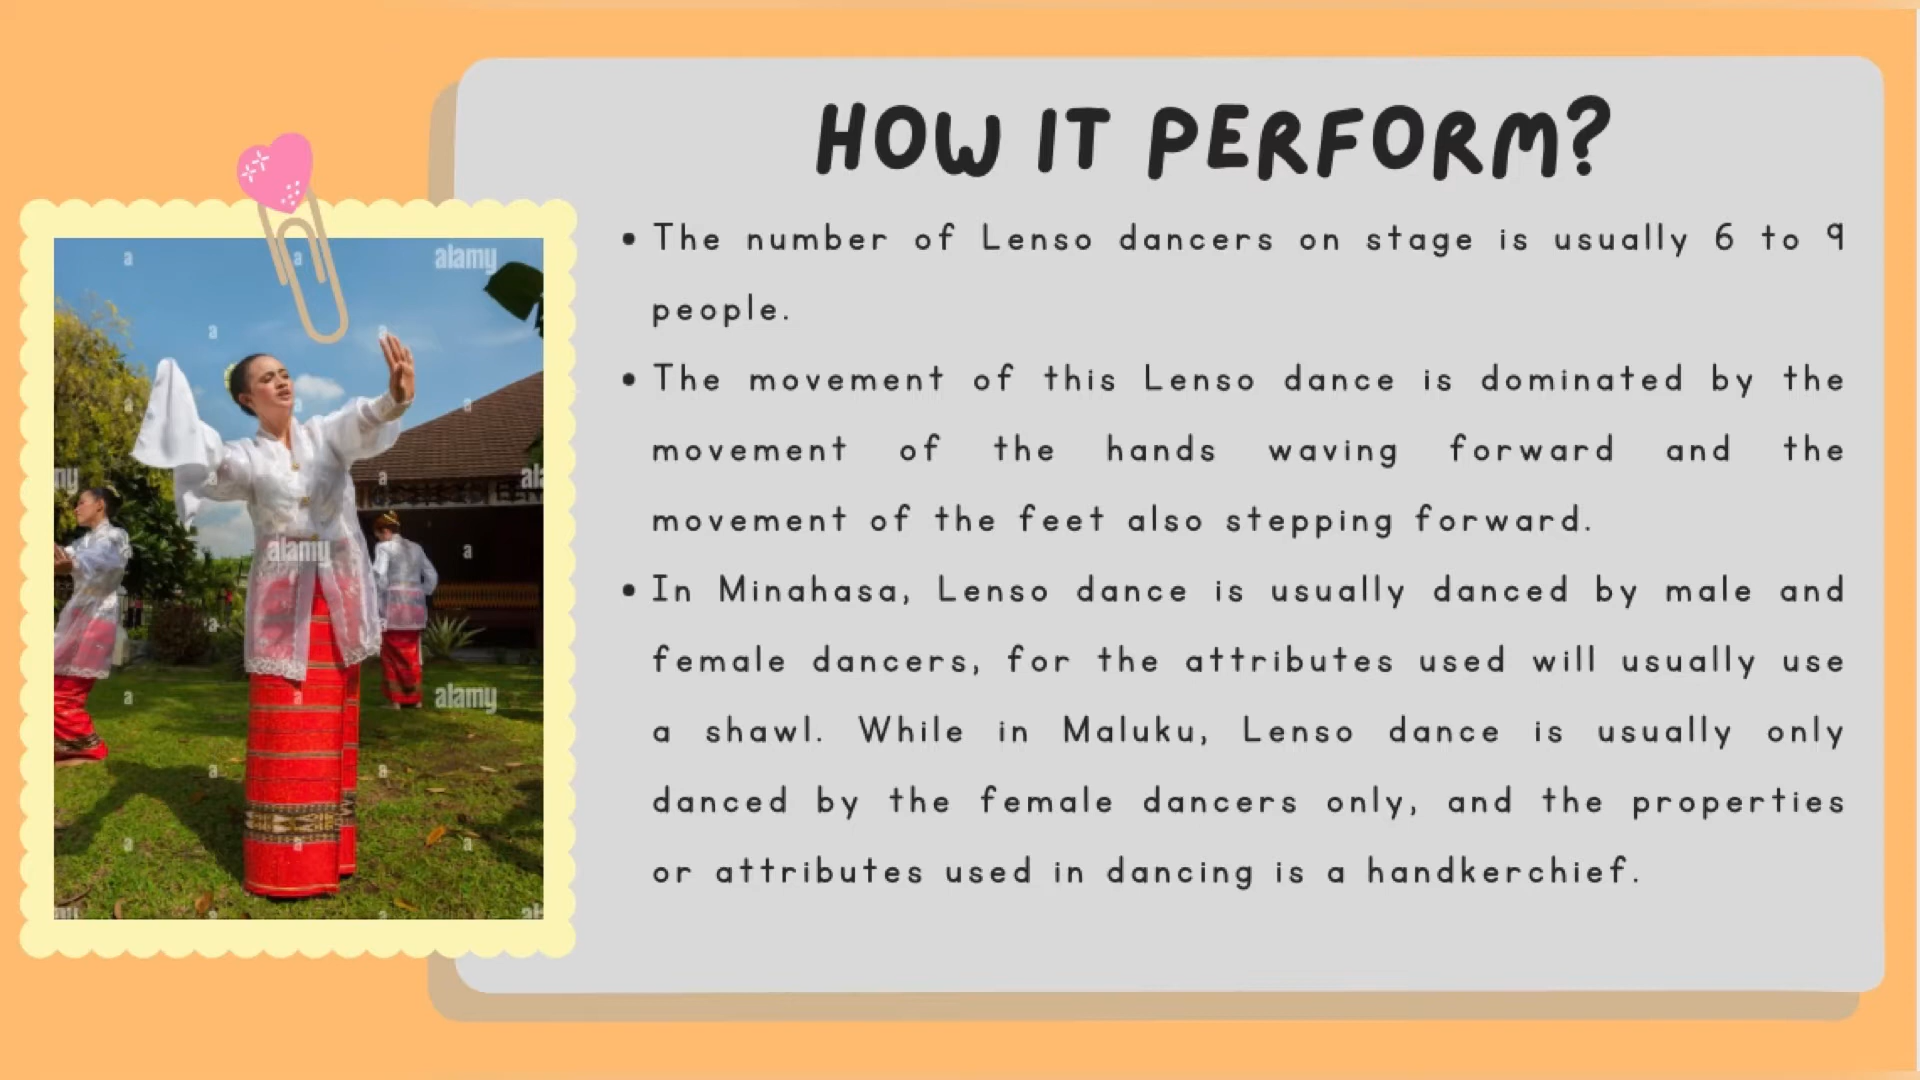 HOW IT PERFORM?
• The number of Lenso dancers on stage is usually 6 to 9
people.
• The movement of this Lenso dance is dominated by the
movement of the hands waving forward and the
movement of the feet also stepping forward.
• In Minahasa, Lenso dance is usually danced by male and
female dancers, for the attributes used will usually use
a shawl. While in Maluku, Lenso dance is usually only
danced by the female dancers only, and the properties
or attributes used in dancing is a handkerchief.
alamy
alamy
alamy